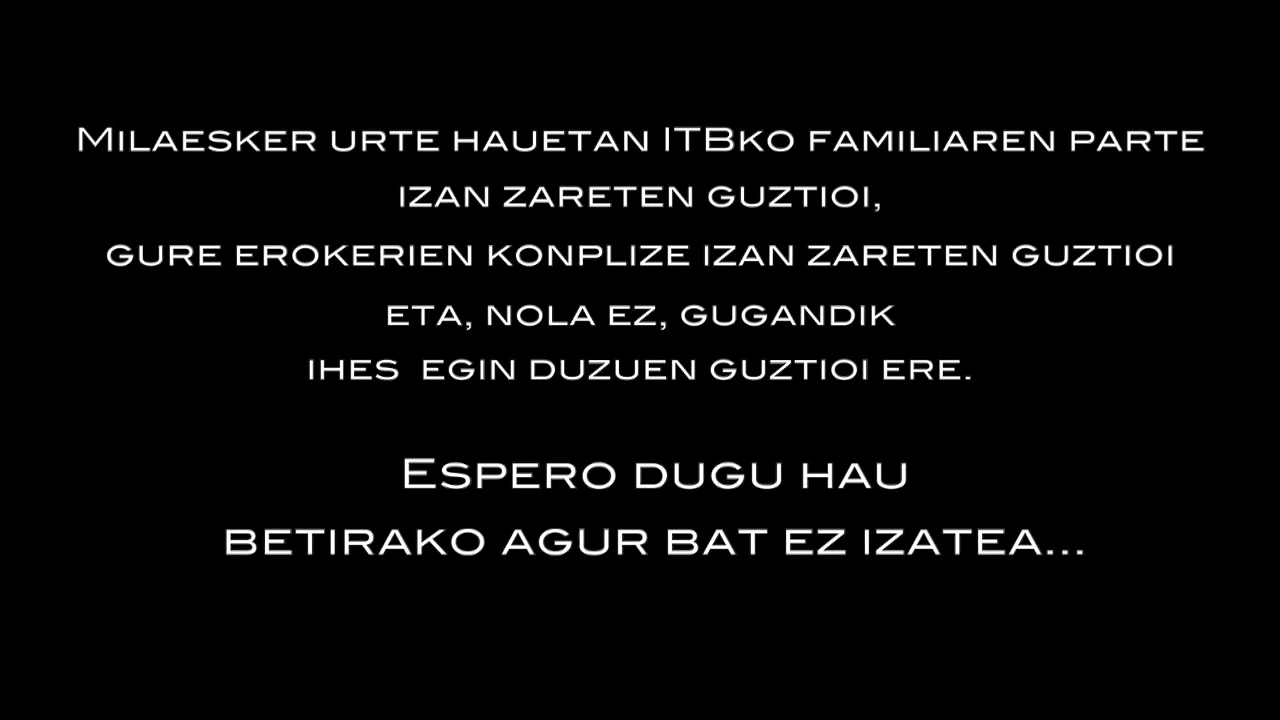 Milaesker urte hauetan ITBko familiaren parte
izan zareten guztioi,
gure erokerien konplize izan zareten guztioi
eta, nola ez, gugandik
ihes egin duzuen guztioi ere.
Espero dugu hau
betirako agur bat ez izatea...